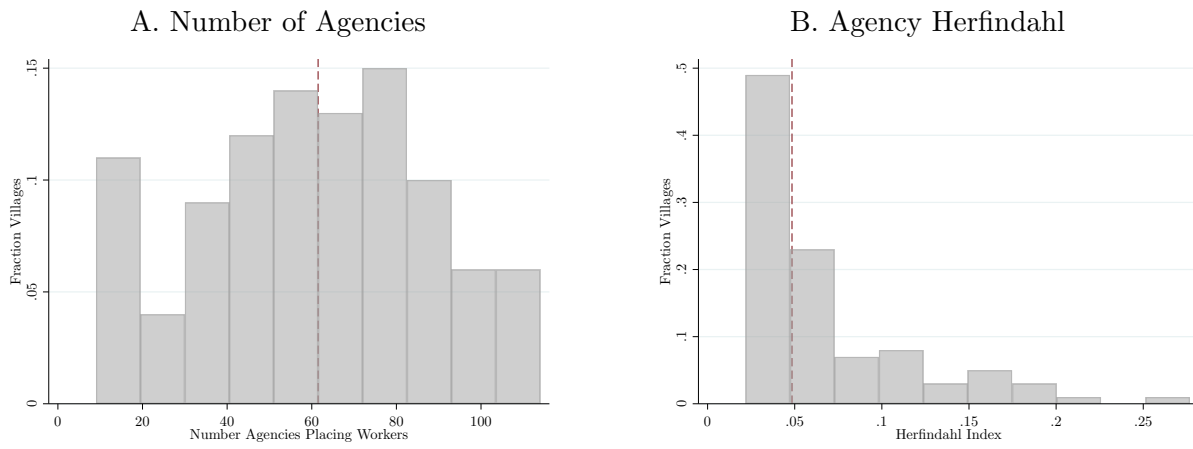 A. Number of Agencies
.15
.1
.05
0
Fraction Villages
0 20 40 60 80 100
Number Agencies Placing Workers
B. Agency Herfindahl
.5
.4
.3
.2
.1
0
Fraction Villages
0 .05 .1 .15 .2 .25
Herfindahl Index